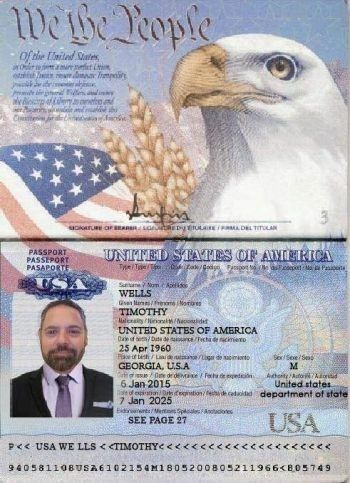 We the People
Of the United States,
in Order to form a more perfect Union,
establish Justice, insure domestic Tranquility,
provide for the common defence,
promote the general Welfare, and secure
the Blessings of Liberty to ourselves and
our Posterity, do ordain and establish this
Constitution for the United States of America.
SIGNATURE OF BEARER / SIGNATURE DU TITULAIRE / FIRMA DEL TITULAR
3
PASSPORT
PASSEPORT
PASAPORTE
USA
UNITED STATES OF AMERICA
Type / Type / Tipo Code / Code / Codigo Passport No / No du Passeport / No de Pasaporte
Surname / Nom / Apellidos
WELLS
Given Names / Prénoms / Nombres
TIMOTHY
Nationality / Nationalité / Nacionalidad
UNITED STATES OF AMERICA
Date of birth / Date de naissance / Fecha de nacimiento
25 Apr 1960
Place of birth / Lieu de naissance / Lugar de nacimiento Sex / Sexe / Sexo
GEORGIA, U.S.A M
Date of issue / Date de délivrance / Fecha de expedición Authority / Autorité / Autoridad
6 Jan 2015 United states
Date of expiration / Date d'expiration / Fecha de caducidad department of state
7 Jan 2025
Endorsements / Mentions Spéciales / Anotaciones
SEE PAGE 27
USA
P<< USA WE LLS <<TIMOTHY<<<<<<<<<<<<<<<<<<<<<<
940581108USA6102154M18052008052119 66<805749